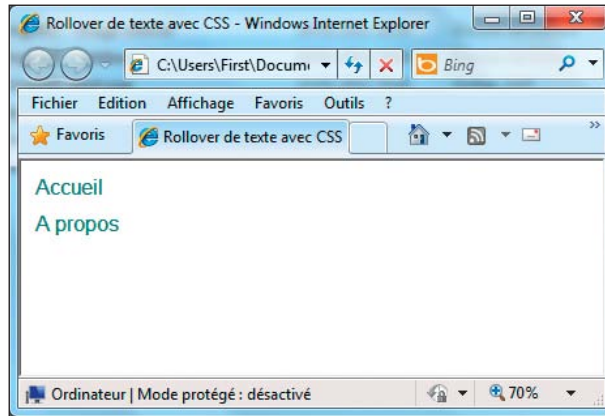 Rollover de texte avec CSS - Windows Internet Explorer
C:\Users\First\Docum Bing
Fichier Edition Affichage Favoris Outils ?
Favoris Rollover de texte avec CSS »
Accueil
A propos
Ordinateur | Mode protégé : désactivé 70%